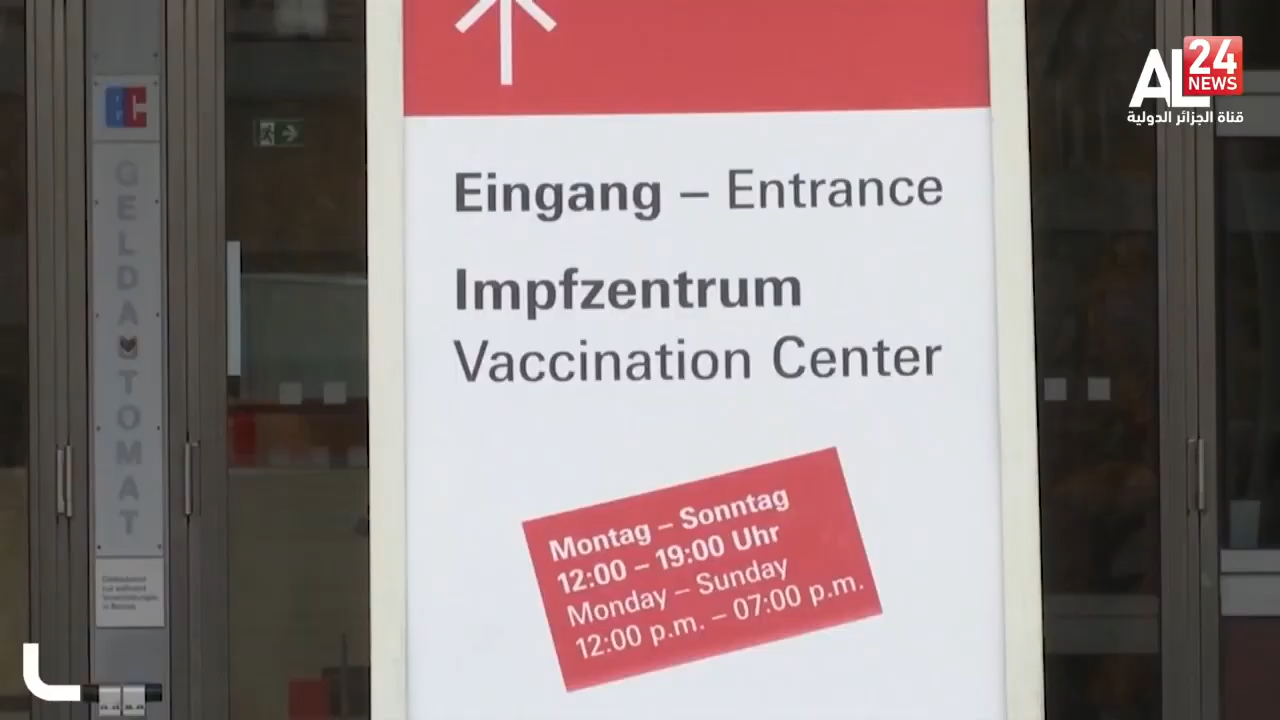 AL
24
NEWS
قناة الجزائر الدولية
EC
GELDAUTOMAT
Eingang – Entrance
Impfzentrum
Vaccination Center
Montag – Sonntag
12:00 – 19:00 Uhr
Monday – Sunday
12:00 p.m. – 07:00 p.m.